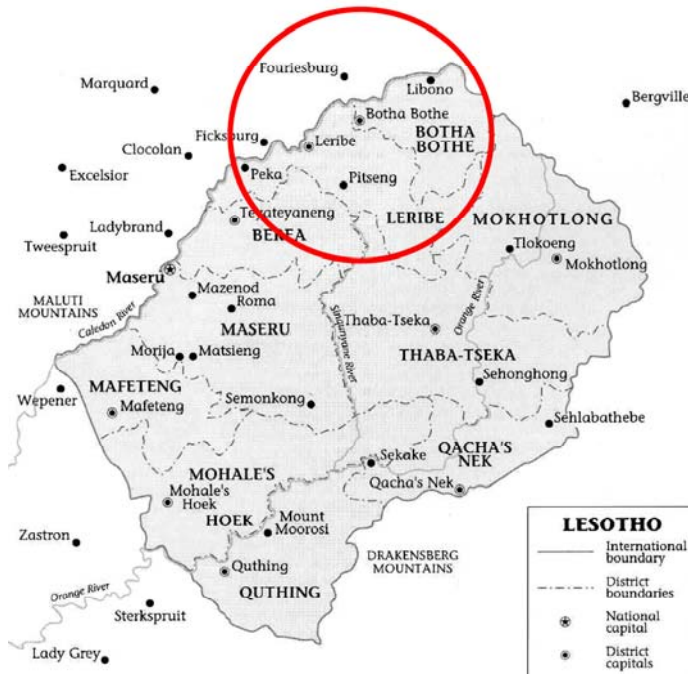 Fouriesburg
Marquard
Libono
Bergville
Botha Bothe
BOTHA
BOTHE
Ficksburg
Leribe
Clocolan
Peka
Pitseng
Excelsior
Teyateyaneng
LERIBE
MOKHOTLONG
BEREA
Ladybrand
Tweespruit
Tlokoeng
Mokhotlong
Maseru
MALUTI
MOUNTAINS
Caledon River
Mazenod
Roma
Sinqunyane River
Orange River
MASERU
Thaba-Tseka
THABA-TSEKA
Morija
Matsieng
Sehonghong
Wepener
MAFETENG
Mafeteng
Semonkong
Sehlabathebe
QACHA'S
NEK
Sekake
Qacha's Nek
MOHALE'S
HOEK
Mohale's
Hoek
Mount
Moorosi
Zastron
DRAKENSBERG
MOUNTAINS
Quthing
QUTHING
Orange River
Sterkspruit
Lady Grey
LESOTHO
International
boundary
District
boundaries
National
capital
District
capitals